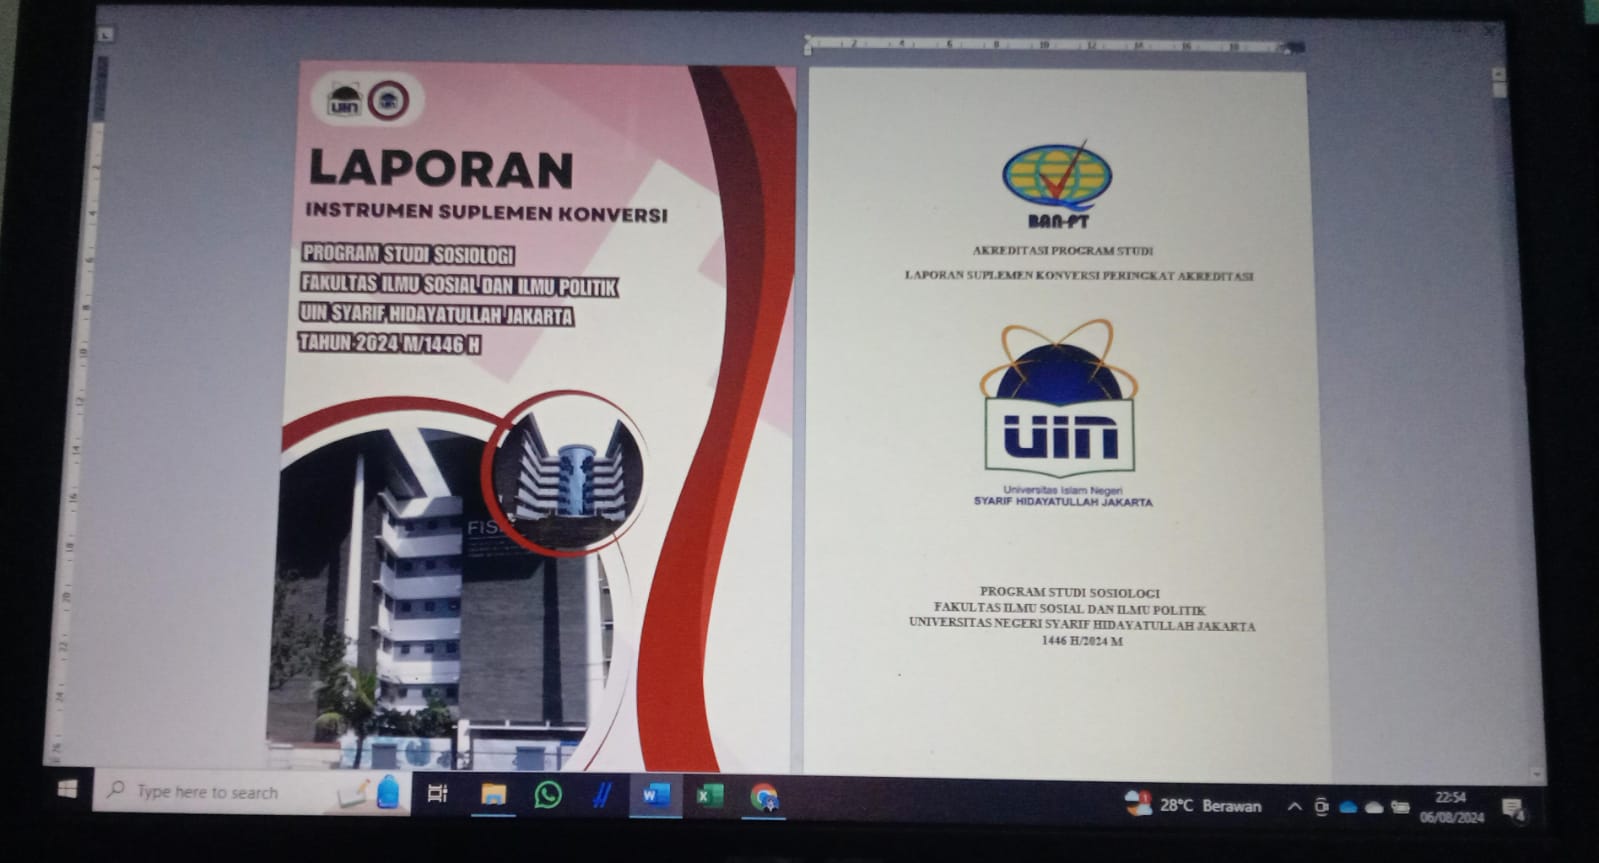 uin
LAPORAN
INSTRUMEN SUPLEMEN KONVERSI
PROGRAM STUDI SOSIOLOGI
FAKULTAS ILMU SOSIAL DAN ILMU POLITIK
UIN SYARIF HIDAYATULLAH JAKARTA
TAHUN 2024 M/1446 H
BAN-PT
AKREDITASI PROGRAM STUDI
LAPORAN SUPLEMEN KONVERSI PERINGKAT AKREDITASI
uin
Universitas Islam Negeri
SYARIF HIDAYATULLAH JAKARTA
PROGRAM STUDI SOSIOLOGI
FAKULTAS ILMU SOSIAL DAN ILMU POLITIK
UNIVERSITAS NEGERI SYARIF HIDAYATULLAH JAKARTA
1446 H/2024 M
Type here to search
28°C Berawan
22:54
06/08/2024
4